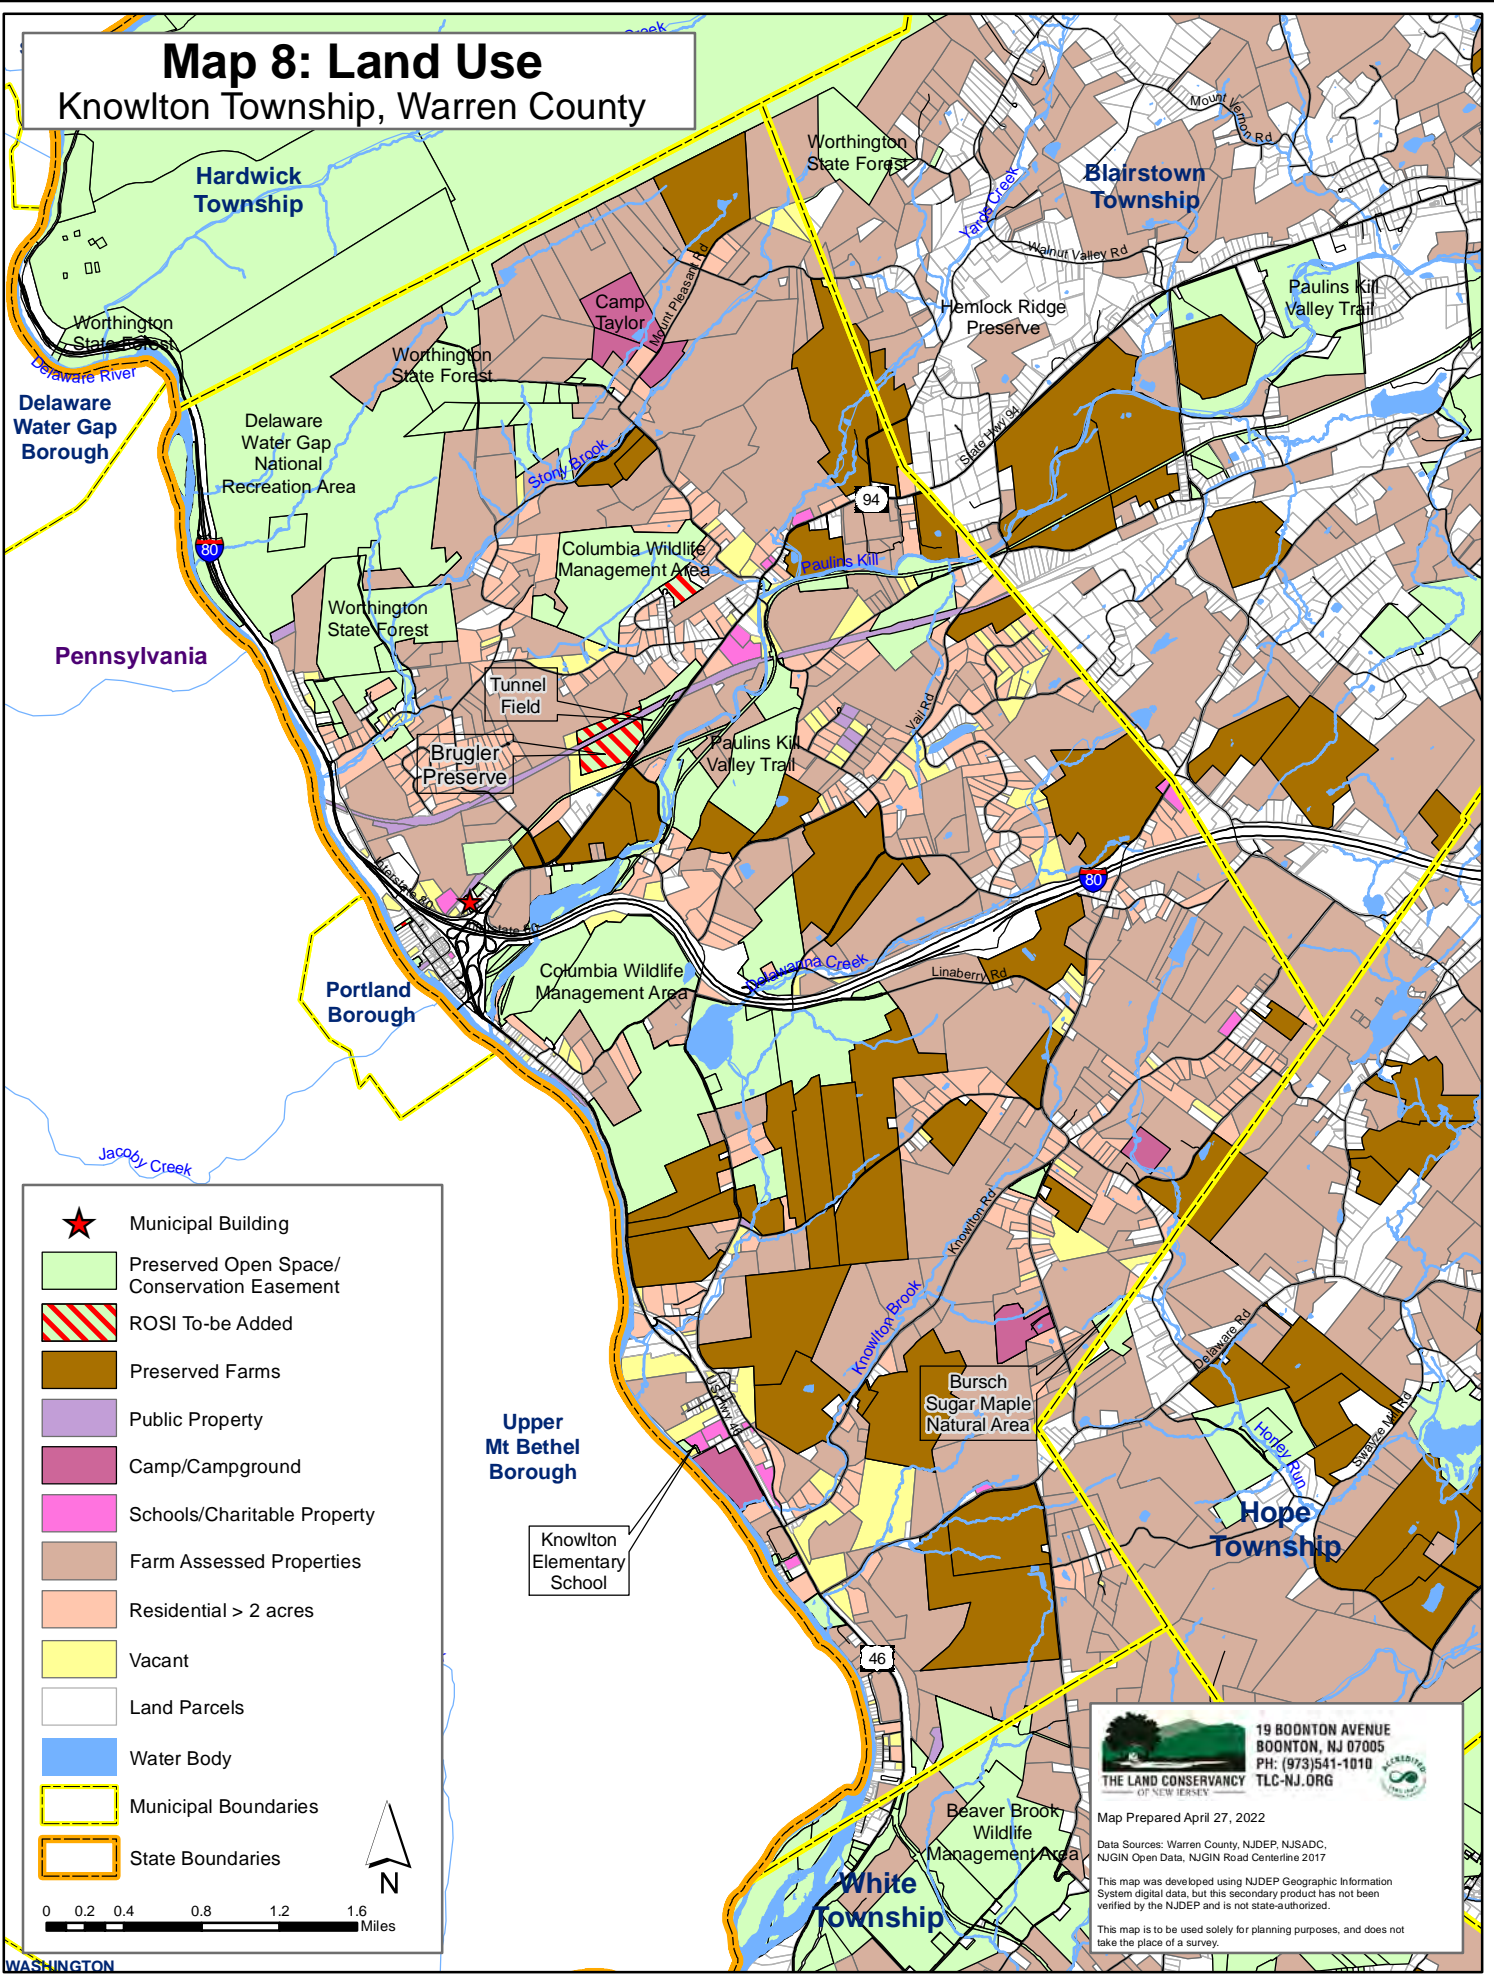 Map 8: Land Use
Knowlton Township, Warren County
Creek
Hardwick
Township
Worthington
State Forest
Mount Vernon Rd
Blairstown
Township
Yards Creek
Walnut Valley Rd
Paulins Kill
Valley Trail
Hemlock Ridge
Preserve
Camp
Taylor
Mount Pleasant Rd
Worthington
State Forest
Delaware River
Worthington
State Forest
Delaware
Water Gap
Borough
Delaware
Water Gap
National
Recreation Area
State Hwy 94
Stony Brook
94
80
Columbia Wildlife
Management Area
Paulins Kill
Worthington
State Forest
Pennsylvania
Tunnel
Field
Vail Rd
Brugler
Preserve
Paulins Kill
Valley Trail
Interstate 80
80
Interstate 80
Columbia Wildlife
Management Area
Delawanna Creek
Linaberry Rd
Portland
Borough
Jacoby Creek
Knowlton Rd
Knowlton Brook
Delaware Rd
Bursch
Sugar Maple
Natural Area
US Hwy 46
Swayze Mill Rd
Honey Run
Upper
Mt Bethel
Borough
Hope
Township
Knowlton
Elementary
School
46
Beaver Brook
Wildlife
Management Area
White
Township
WASHINGTON
Municipal Building
Preserved Open Space/
Conservation Easement
ROSI To-be Added
Preserved Farms
Public Property
Camp/Campground
Schools/Charitable Property
Farm Assessed Properties
Residential > 2 acres
Vacant
Land Parcels
Water Body
Municipal Boundaries
State Boundaries
N
0 0.2 0.4 0.8 1.2 1.6
Miles
THE LAND CONSERVANCY
OF NEW JERSEY
19 BOONTON AVENUE
BOONTON, NJ 07005
PH: (973)541-1010
TLC-NJ.ORG
ACCREDITED
Map Prepared April 27, 2022
Data Sources: Warren County, NJDEP, NJSADC,
NJGIN Open Data, NJGIN Road Centerline 2017
This map was developed using NJDEP Geographic Information
System digital data, but this secondary product has not been
verified by the NJDEP and is not state-authorized.
This map is to be used solely for planning purposes, and does not
take the place of a survey.